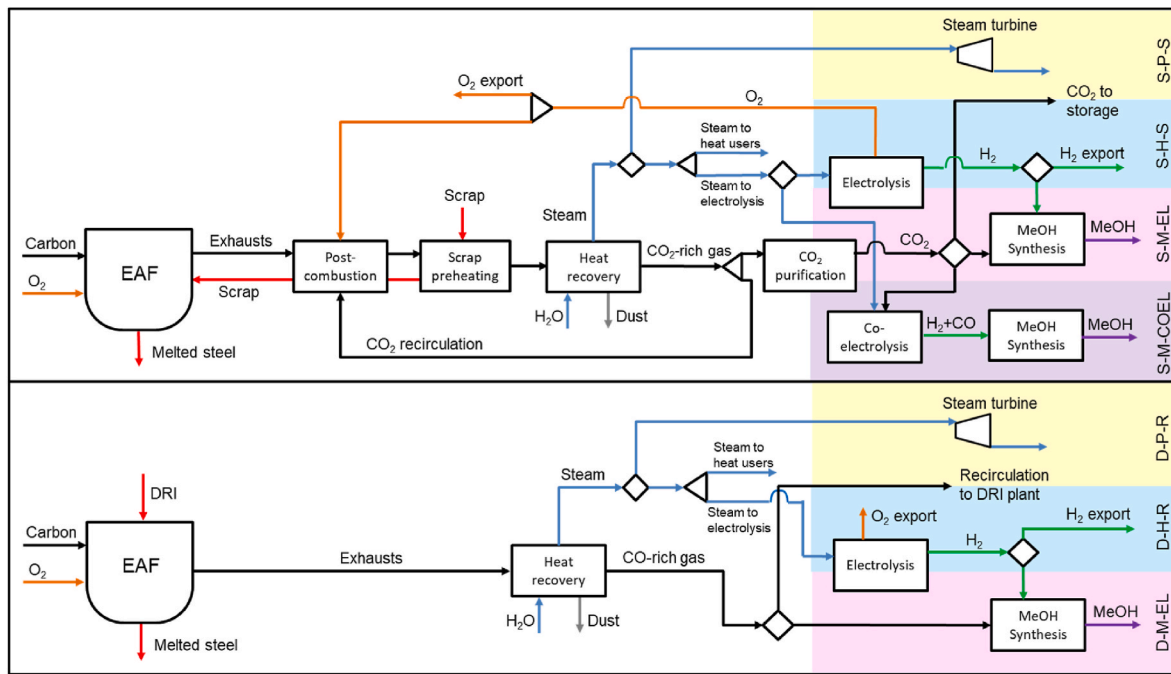 Steam turbine
S-P-S
O₂ export
CO₂ to
storage
O₂
Steam to
heat users
S-H-S
H₂
H₂ export
Electrolysis
Steam to
electrolysis
Scrap
Steam
S-M-EL
Carbon
Exhausts
EAF
Post-
combustion
Scrap
preheating
Heat
recovery
CO₂-rich gas
CO₂
purification
CO₂
MeOH
Synthesis
MeOH
O₂
Scrap
H₂O
Dust
CO₂ recirculation
Melted steel
Co-
electrolysis
H₂+CO
MeOH
Synthesis
MeOH
S-M-COEL
Steam turbine
D-P-R
Steam to
heat users
Steam
Recirculation
to DRI plant
DRI
Steam to
electrolysis
O₂ export
H₂ export
D-H-R
Carbon
EAF
Exhausts
Heat
recovery
CO-rich gas
Electrolysis
H₂
O₂
H₂O
Dust
MeOH
Synthesis
MeOH
D-M-EL
Melted steel